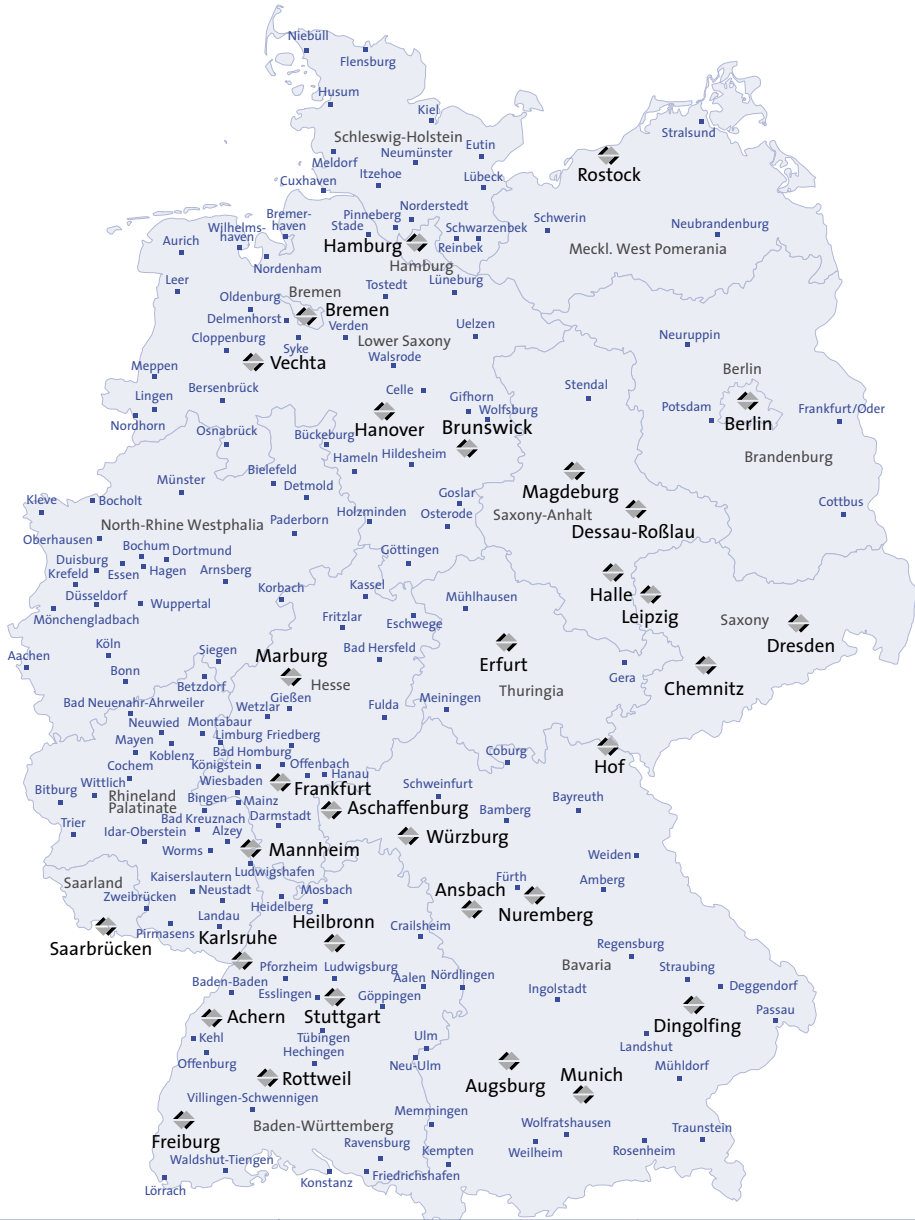 Niebüll
Flensburg
Husum
Kiel
Stralsund
Schleswig-Holstein
Eutin
Neumünster
Meldorf
Itzehoe
Rostock
Cuxhaven
Lübeck
Norderstedt
Bremer-
haven
Pinneberg
Stade
Schwerin
Schwarzenbek
Neubrandenburg
Wilhelms-
haven
Aurich
Hamburg
Reinbek
Meckl. West Pomerania
Nordenham
Hamburg
Leer
Tostedt
Lüneburg
Bremen
Oldenburg
Bremen
Delmenhorst
Verden
Uelzen
Cloppenburg
Syke
Lower Saxony
Neuruppin
Walsrode
Vechta
Meppen
Berlin
Bersenbrück
Celle
Stendal
Lingen
Gifhorn
Wolfsburg
Potsdam
Frankfurt/Oder
Nordhorn
Hanover
Brunswick
Berlin
Osnabrück
Bückeburg
Hameln
Hildesheim
Brandenburg
Bielefeld
Münster
Detmold
Goslar
Magdeburg
Kleve
Bocholt
Cottbus
Holzminden
Osterode
Saxony-Anhalt
North-Rhine Westphalia
Paderborn
Dessau-Roßlau
Oberhausen
Bochum
Dortmund
Göttingen
Duisburg
Krefeld
Essen
Hagen
Arnsberg
Korbach
Kassel
Halle
Düsseldorf
Wuppertal
Mühlhausen
Mönchengladbach
Fritzlar
Eschwege
Leipzig
Saxony
Köln
Siegen
Bad Hersfeld
Dresden
Aachen
Marburg
Erfurt
Bonn
Betzdorf
Hesse
Gera
Chemnitz
Thuringia
Bad Neuenahr-Ahrweiler
Gießen
Wetzlar
Fulda
Meiningen
Neuwied
Montabaur
Mayen
Limburg
Friedberg
Koblenz
Bad Homburg
Coburg
Cochem
Königstein
Offenbach
Hof
Wittlich
Wiesbaden
Hanau
Bitburg
Frankfurt
Schweinfurt
Rhineland
Palatinate
Bingen
Mainz
Bayreuth
Aschaffenburg
Bamberg
Trier
Bad Kreuznach
Darmstadt
Idar-Oberstein
Alzey
Würzburg
Worms
Mannheim
Weiden
Ludwigshafen
Saarland
Kaiserslautern
Fürth
Amberg
Zweibrücken
Neustadt
Mosbach
Ansbach
Heidelberg
Landau
Heilbronn
Nuremberg
Pirmasens
Crailsheim
Saarbrücken
Karlsruhe
Regensburg
Pforzheim
Ludwigsburg
Bavaria
Straubing
Baden-Baden
Aalen
Nördlingen
Deggendorf
Esslingen
Göppingen
Ingolstadt
Achern
Stuttgart
Passau
Dingolfing
Kehl
Tübingen
Ulm
Landshut
Hechingen
Offenburg
Neu-Ulm
Mühldorf
Rottweil
Augsburg
Munich
Villingen-Schwennigen
Memmingen
Baden-Württemberg
Wolfratshausen
Traunstein
Freiburg
Ravensburg
Kempten
Weilheim
Rosenheim
Waldshut-Tiengen
Friedrichshafen
Lörrach
Konstanz